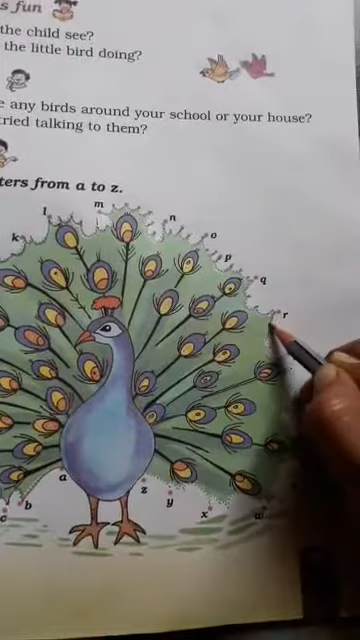 s fun
the child see?
the little bird doing?
e any birds around your school or your house?
tried talking to them?
ters from a to z.
m
l
n
k
o
p
q
r
a
z
b
y
c
x
w